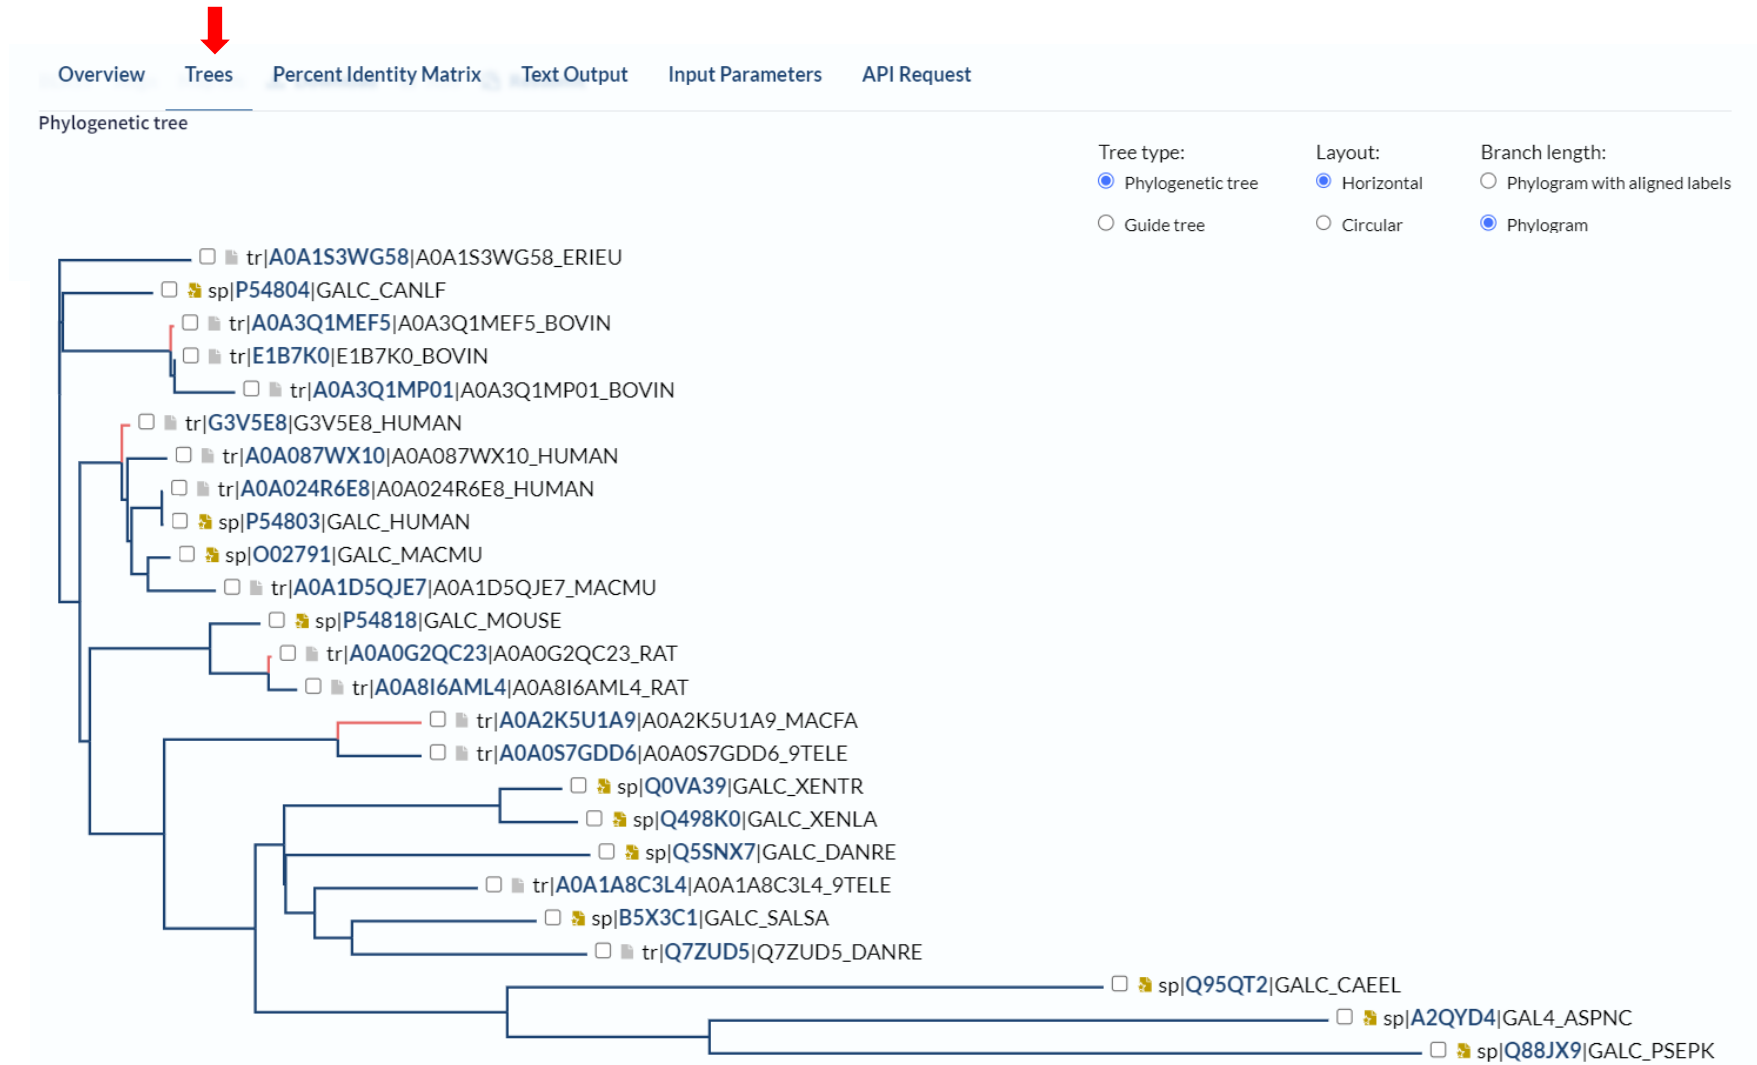 Overview Trees Percent Identity Matrix Text Output Input Parameters API Request
Phylogenetic tree
Tree type: Layout: Branch length:
Phylogenetic tree Horizontal Phylogram with aligned labels
Guide tree Circular Phylogram
tr|A0A1S3WG58|A0A1S3WG58_ERIEU
sp|P54804|GALC_CANLF
tr|A0A3Q1MEF5|A0A3Q1MEF5_BOVIN
tr|E1B7K0|E1B7K0_BOVIN
tr|A0A3Q1MP01|A0A3Q1MP01_BOVIN
tr|G3V5E8|G3V5E8_HUMAN
tr|A0A087WX10|A0A087WX10_HUMAN
tr|A0A024R6E8|A0A024R6E8_HUMAN
sp|P54803|GALC_HUMAN
sp|O02791|GALC_MACMU
tr|A0A1D5QJE7|A0A1D5QJE7_MACMU
sp|P54818|GALC_MOUSE
tr|A0A0G2QC23|A0A0G2QC23_RAT
tr|A0A8I6AML4|A0A8I6AML4_RAT
tr|A0A2K5U1A9|A0A2K5U1A9_MACFA
tr|A0A0S7GDD6|A0A0S7GDD6_9TELE
sp|Q0VA39|GALC_XENTR
sp|Q498K0|GALC_XENLA
sp|Q5SNX7|GALC_DANRE
tr|A0A1A8C3L4|A0A1A8C3L4_9TELE
sp|B5X3C1|GALC_SALSA
tr|Q7ZUD5|Q7ZUD5_DANRE
sp|Q95QT2|GALC_CAEEL
sp|A2QYD4|GAL4_ASPNC
sp|Q88JX9|GALC_PSEPK